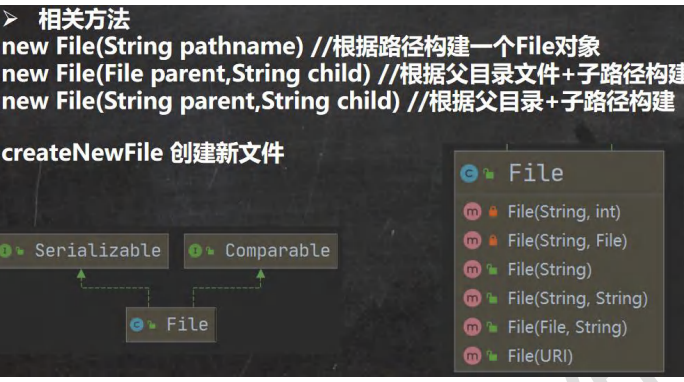 ➢ 相关方法
new File(String pathname) //根据路径构建一个File对象
new File(File parent,String child) //根据父目录文件+子路径构建
new File(String parent,String child) //根据父目录+子路径构建
createNewFile 创建新文件
Serializable
Comparable
File
File
File(String, int)
File(String, File)
File(String)
File(String, String)
File(File, String)
File(URI)